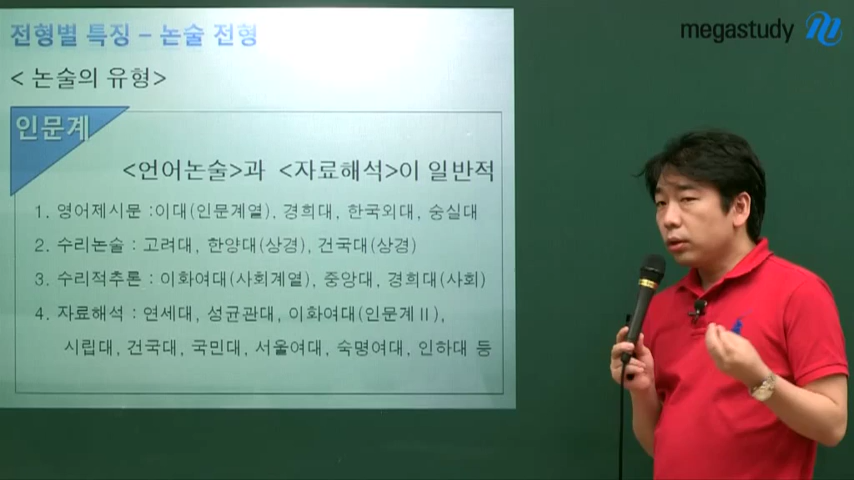 전형별 특징 – 논술 전형
megastudy
< 논술의 유형>
인문계
<언어논술>과 <자료해석>이 일반적
1. 영어제시문 :이대(인문계열), 경희대, 한국외대, 숭실대
2. 수리논술 : 고려대, 한양대(상경), 건국대(상경)
3. 수리적추론 : 이화여대(사회계열), 중앙대, 경희대(사회)
4. 자료해석 : 연세대, 성균관대, 이화여대(인문계Ⅱ),
시립대, 건국대, 국민대, 서울여대, 숙명여대, 인하대 등